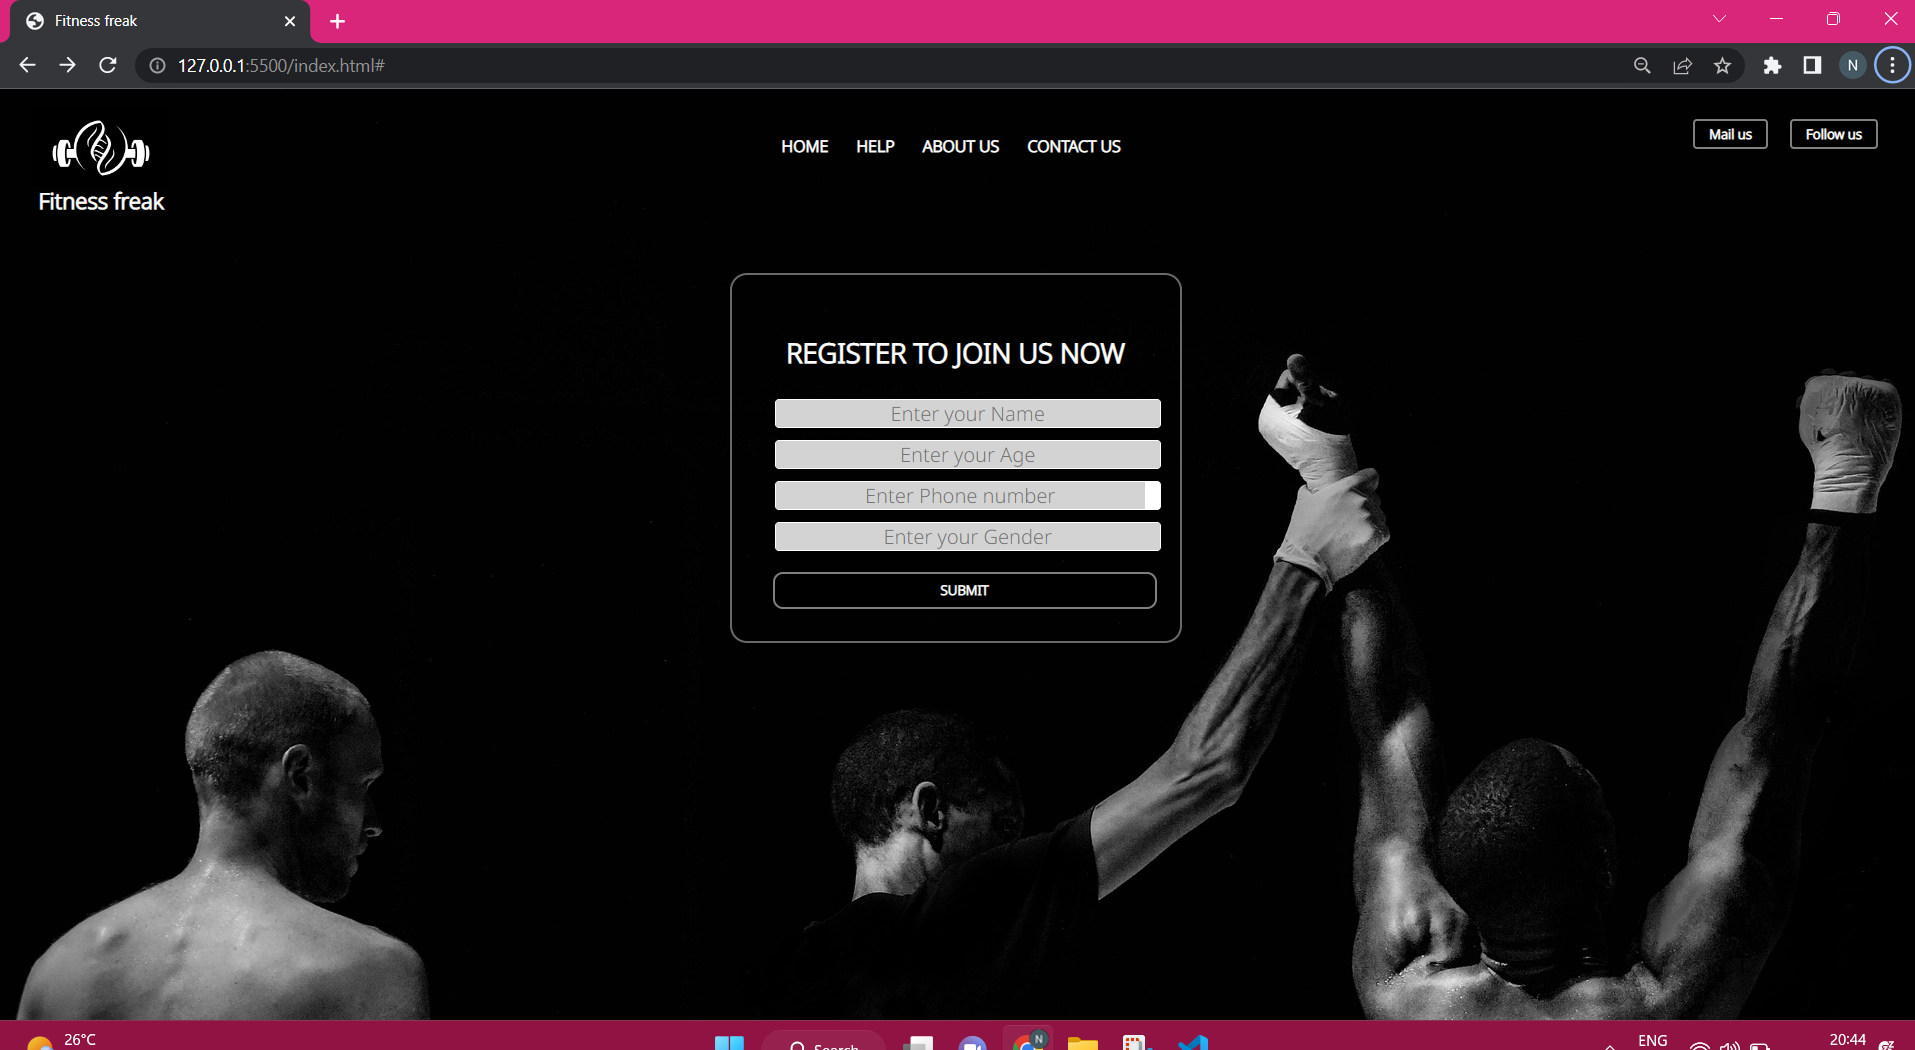 Fitness freak
127.0.0.1:5500/index.html#
N
HOME HELP ABOUT US CONTACT US
Mail us Follow us
Fitness freak
REGISTER TO JOIN US NOW
Enter your Name
Enter your Age
Enter Phone number
Enter your Gender
SUBMIT
26°C
Search
N
ENG
20:44